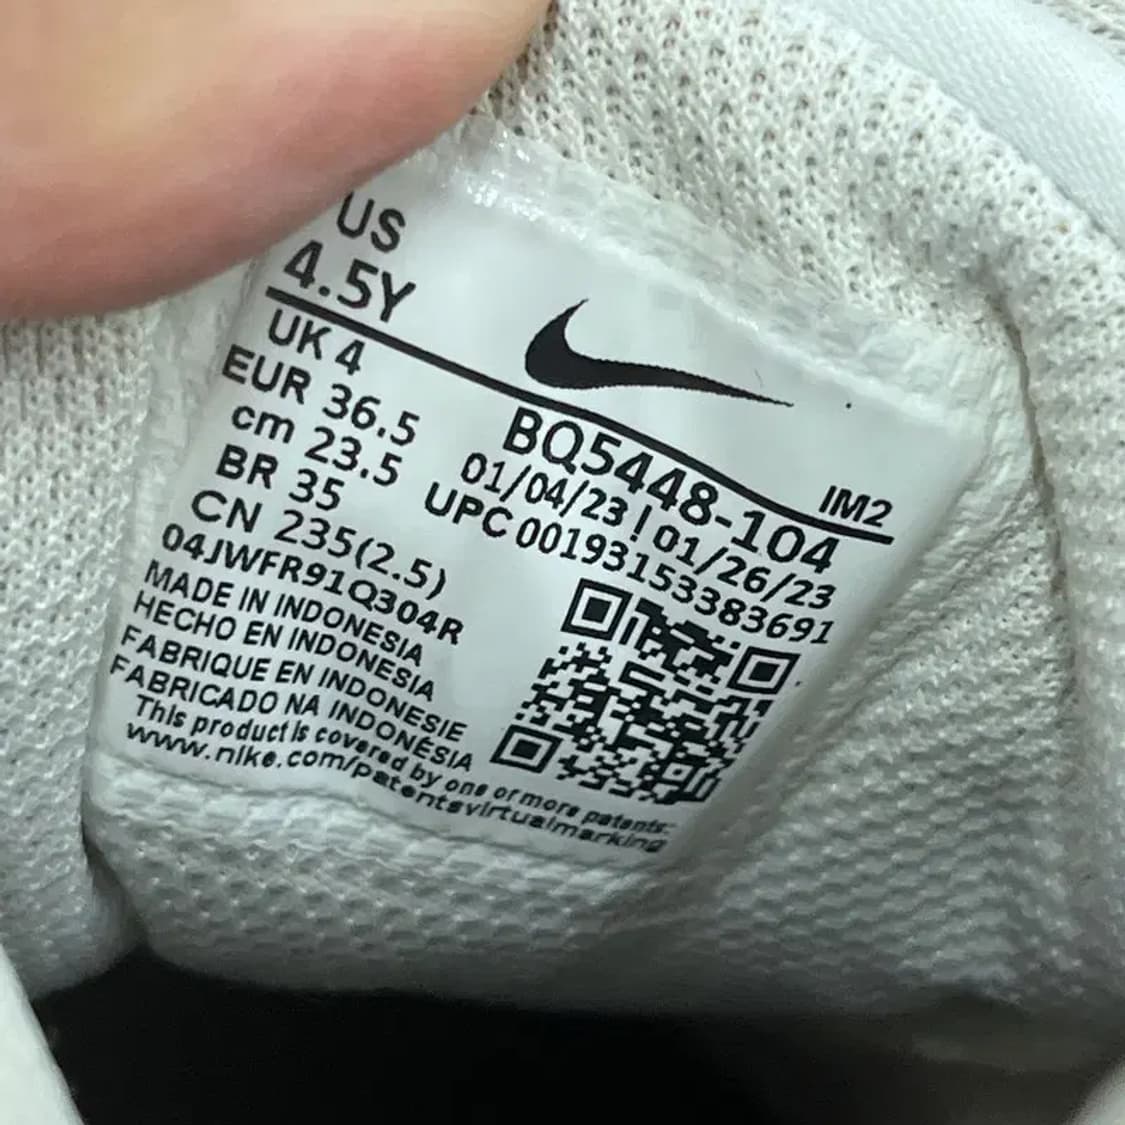 US
4.5Y
UK 4
EUR 36.5
cm 23.5
BR 35
CN 235(2.5)
04JWFR91Q304R
IM2
BQ5448-104
01/04/23 | 01/26/23
UPC 00193153383691
MADE IN INDONESIA
HECHO EN INDONESIA
FABRIQUE EN INDONESIE
FABRICADO NA INDONÉSIA
This product is covered by one or more patents:
www.nike.com/patentsvirtualmarking